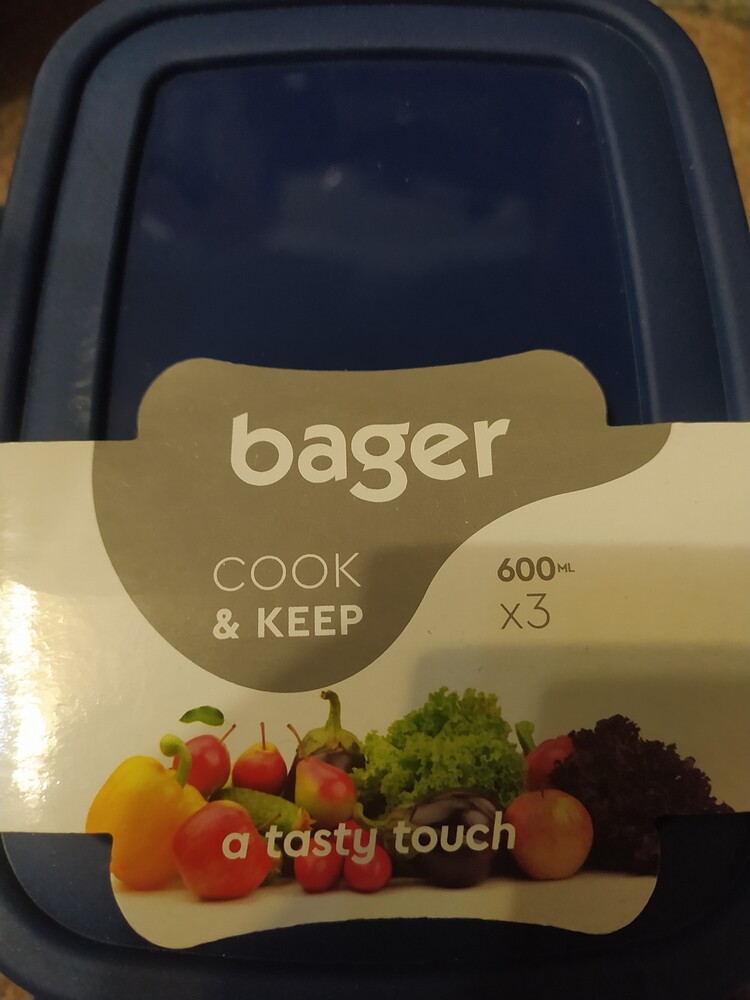 bager
COOK
& KEEP
600ML
x3
a tasty touch